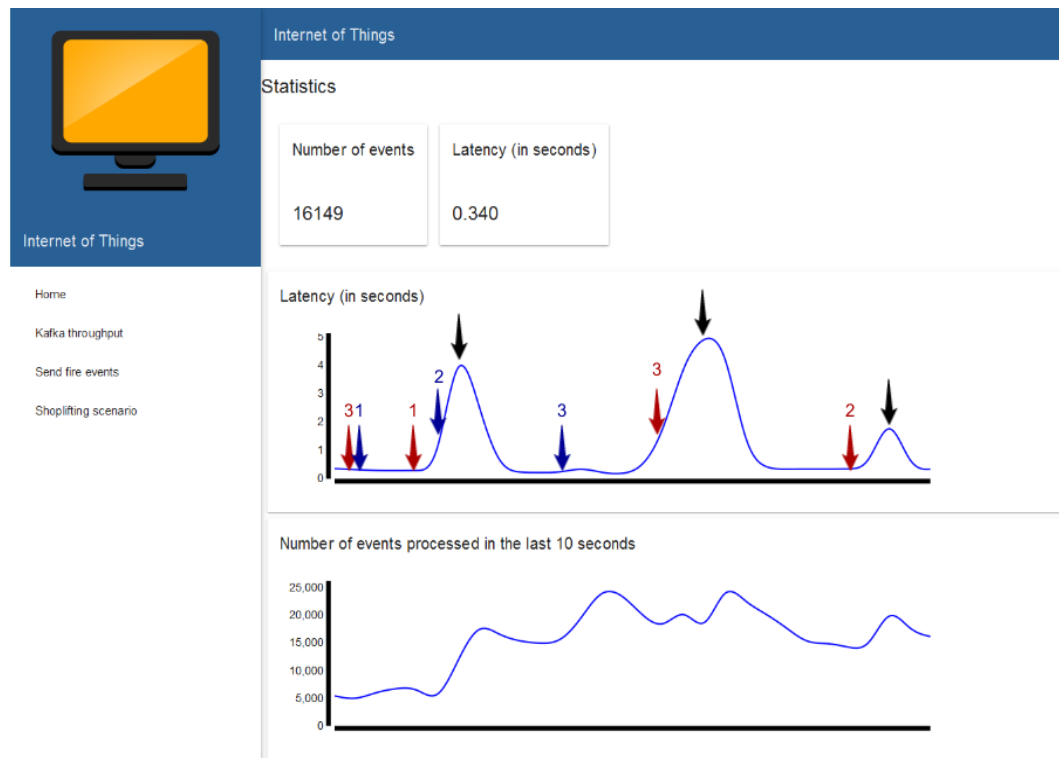 Internet of Things
Internet of Things
Home
Kafka throughput
Send fire events
Shoplifting scenario
Statistics
Number of events
16149
Latency (in seconds)
0.340
Latency (in seconds)
5
4
3
2
1
0
3 1 1 2 3 3 2
Number of events processed in the last 10 seconds
25,000
20,000
15,000
10,000
5,000
0